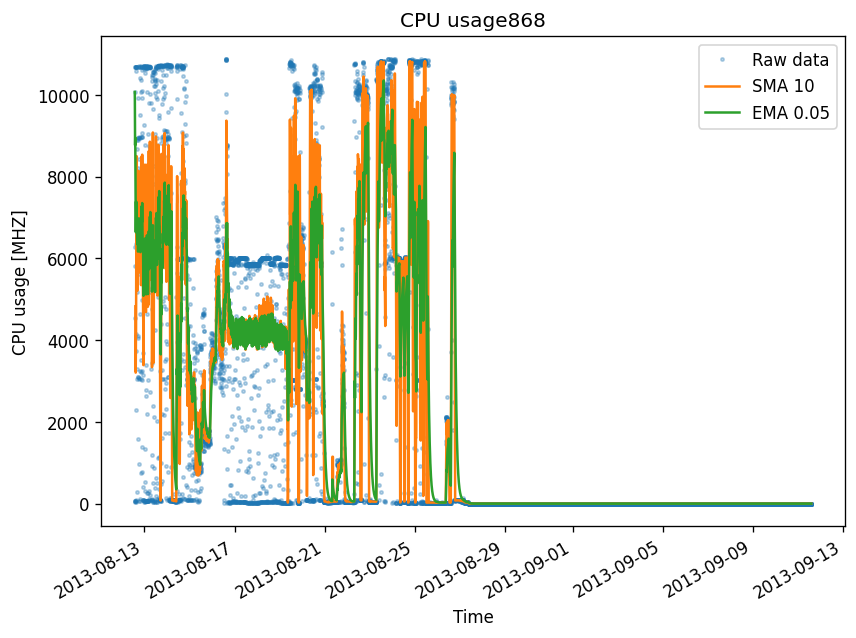 CPU usage868
Raw data
SMA 10
EMA 0.05
CPU usage [MHZ]
10000
8000
6000
4000
2000
0
2013-08-13
2013-08-17
2013-08-21
2013-08-25
2013-08-29
2013-09-01
2013-09-05
2013-09-09
2013-09-13
Time